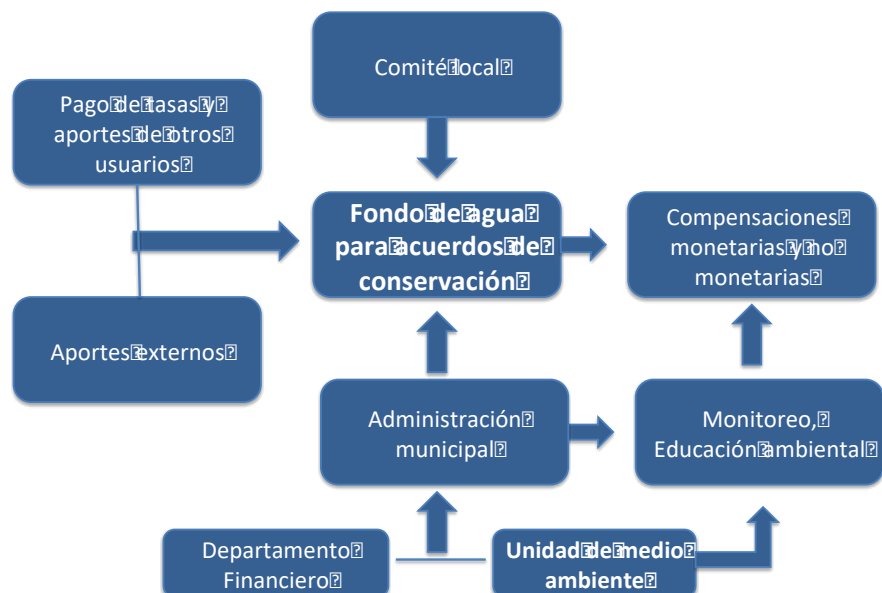 Comité local
Pago de tasas y
aportes de otros
usuarios
Fondo de agua
para acuerdos de
conservación
Compensaciones
monetarias y no
monetarias
Aportes externos
Administración
municipal
Monitoreo,
Educación ambiental
Departamento
Financiero
Unidad de medio
ambiente